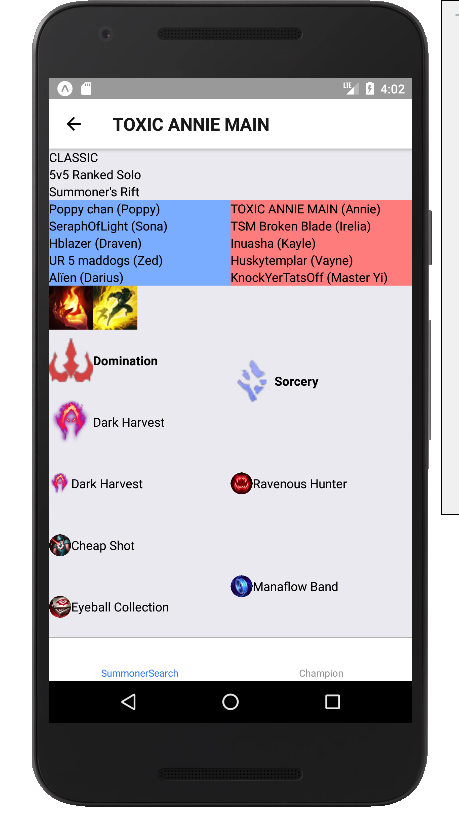 LTE 4:02
TOXIC ANNIE MAIN
CLASSIC
5v5 Ranked Solo
Summoner's Rift
Poppy chan (Poppy)
SeraphOfLight (Sona)
Hblazer (Draven)
UR 5 maddogs (Zed)
Alïen (Darius)
TOXIC ANNIE MAIN (Annie)
TSM Broken Blade (Irelia)
Inuasha (Kayle)
Huskytemplar (Vayne)
KnockYerTatsOff (Master Yi)
Domination
Dark Harvest
Dark Harvest
Cheap Shot
Eyeball Collection
Sorcery
Ravenous Hunter
Manaflow Band
SummonerSearch
Champion